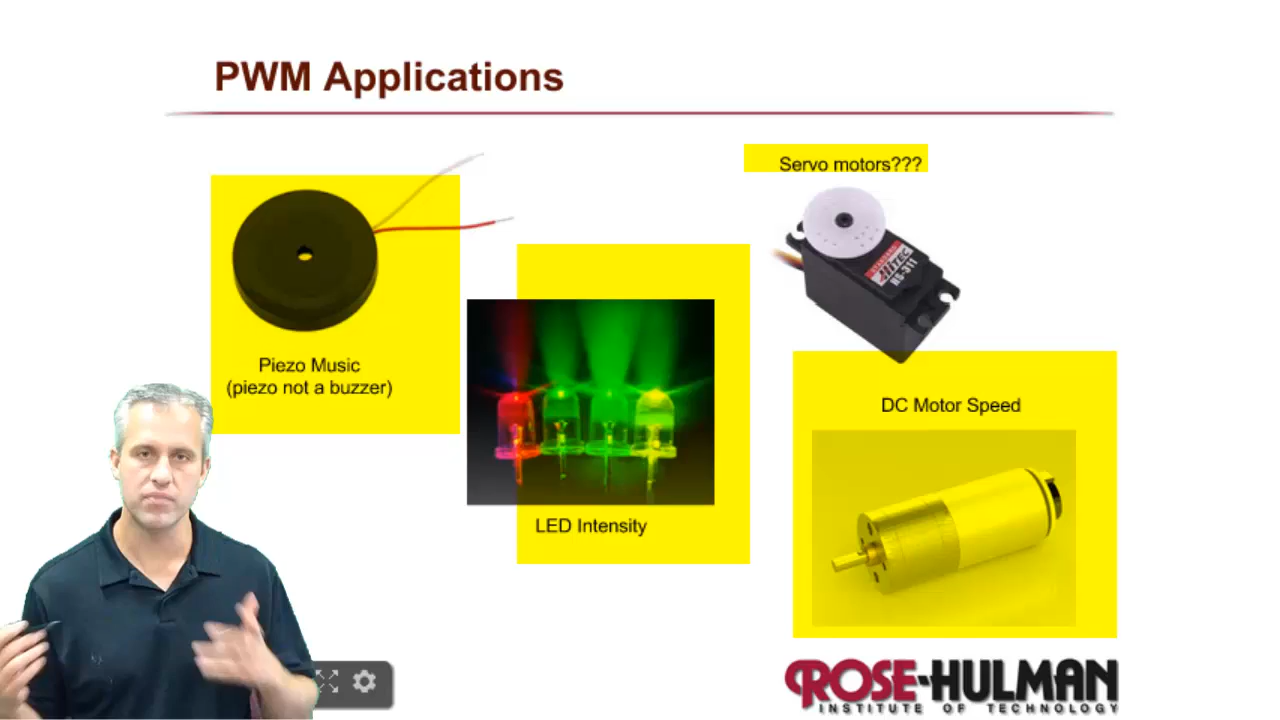 PWM Applications
Servo motors???
HiTEC
HS-311
Piezo Music
(piezo not a buzzer)
DC Motor Speed
LED Intensity
ROSE-HULMAN
INSTITUTE OF TECHNOLOGY